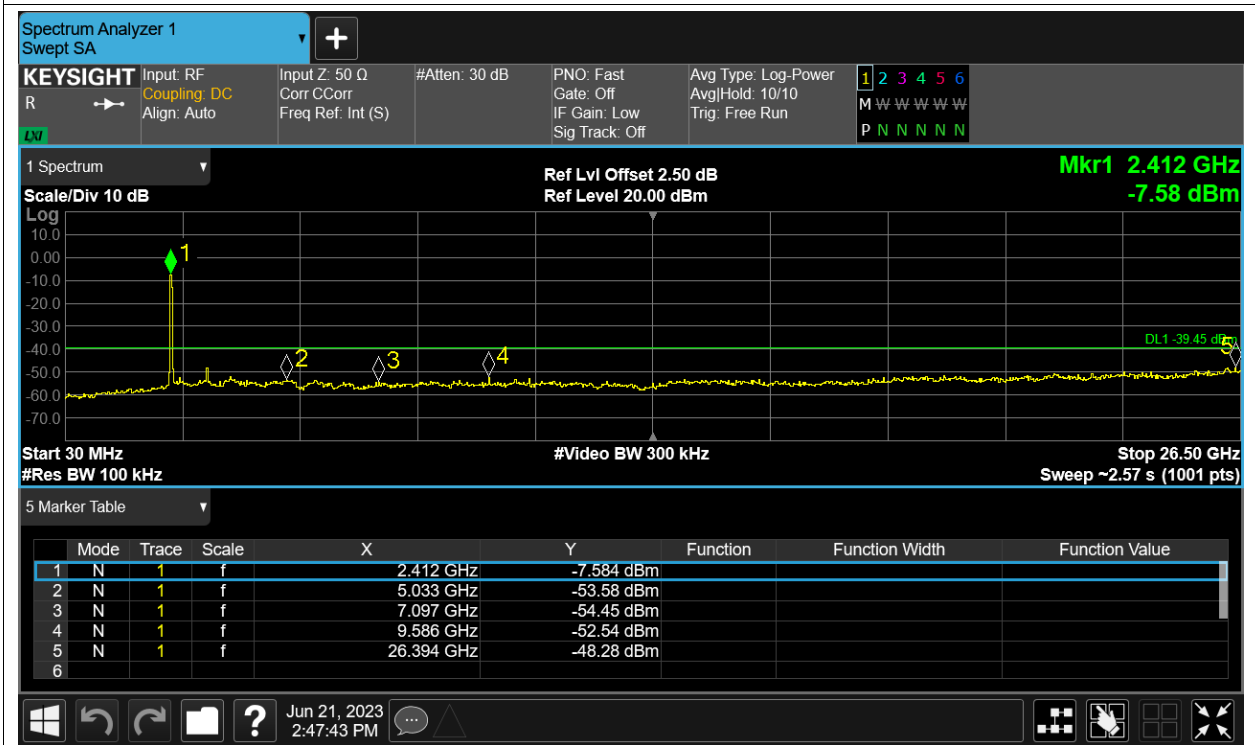 Spectrum Analyzer 1
Swept SA
+
KEYSIGHT Input: RF Input Z: 50 Ω #Atten: 30 dB PNO: Fast Avg Type: Log-Power 1 2 3 4 5 6
R Coupling: DC Corr CCorr Gate: Off Avg|Hold: 10/10 M W W W W W W
Align: Auto Freq Ref: Int (S) IF Gain: Low Trig: Free Run
LXI Sig Track: Off P N N N N N N
1 Spectrum Ref Lvl Offset 2.50 dB Mkr1 2.412 GHz
Scale/Div 10 dB Ref Level 20.00 dBm -7.58 dBm
Log
10.0
0.00 1
-10.0
-20.0
-30.0
DL1 -39.45 dBm
-40.0 2 3 4 5
-50.0
-60.0
-70.0
Start 30 MHz #Video BW 300 kHz Stop 26.50 GHz
#Res BW 100 kHz Sweep ~2.57 s (1001 pts)
5 Marker Table
Mode Trace Scale X Y Function Function Width Function Value
1 N 1 f 2.412 GHz -7.584 dBm
2 N 1 f 5.033 GHz -53.58 dBm
3 N 1 f 7.097 GHz -54.45 dBm
4 N 1 f 9.586 GHz -52.54 dBm
5 N 1 f 26.394 GHz -48.28 dBm
6
? Jun 21, 2023
2:47:43 PM